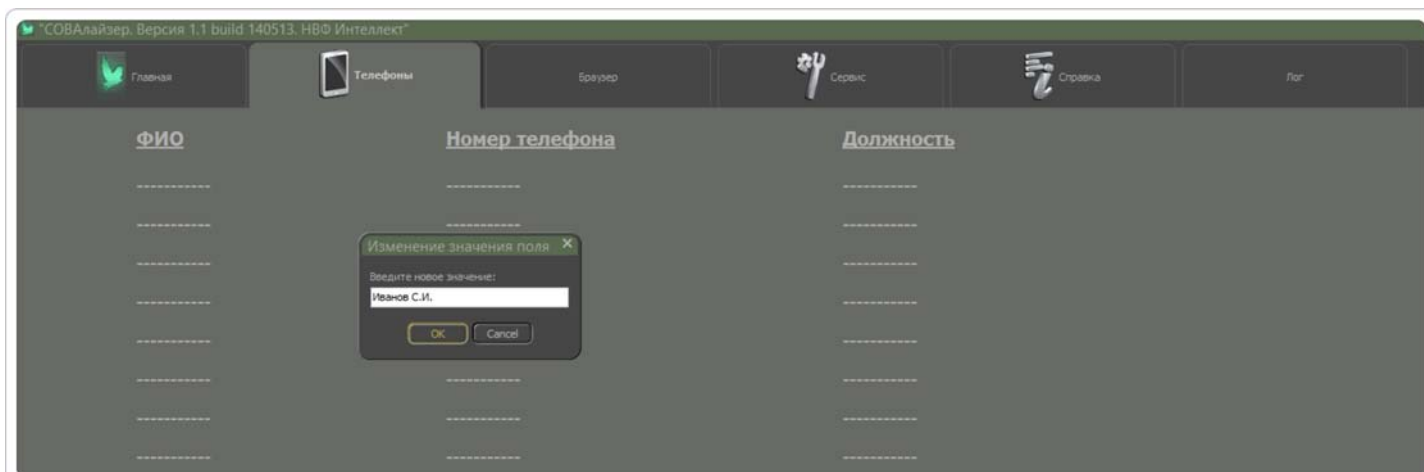 "СОВАлайзер. Версия 1.1 build 140513. НВФ Интеллект"
Главная Телефоны Браузер Сервис Справка Лог
ФИО Номер телефона Должность
----------- ----------- -----------
----------- ----------- -----------
Изменение значения поля ×
----------- -----------
Введите новое значение:
Иванов С.И.
----------- -----------
OK Cancel
----------- -----------
----------- ----------- -----------
----------- ----------- -----------
----------- ----------- -----------